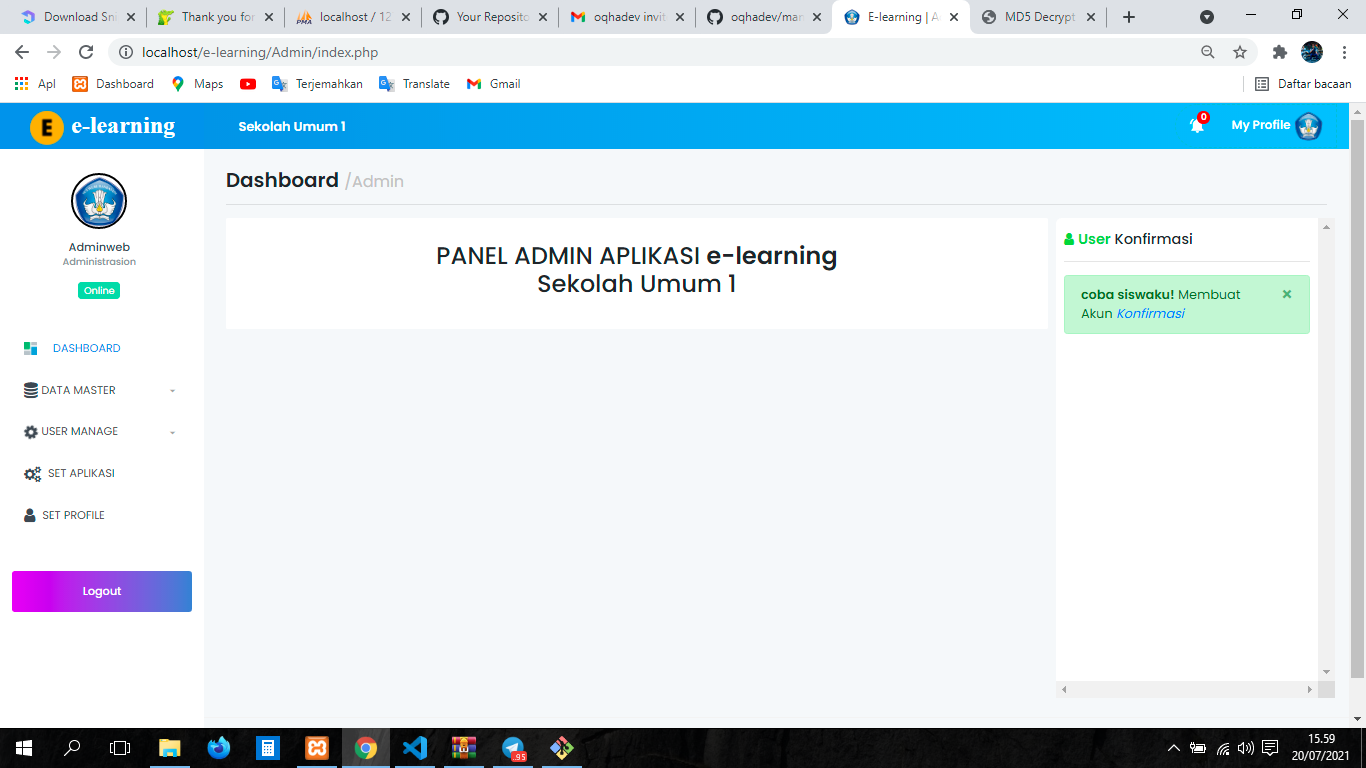 Download Sni
Thank you for
localhost / 12
Your Reposito
oqhadev invit
oqhadev/man
E-learning | A
MD5 Decrypt
localhost/e-learning/Admin/index.php
Apl
Dashboard
Maps
Terjemahkan
Translate
Gmail
Daftar bacaan
E e-learning
Sekolah Umum 1
0
My Profile
Dashboard /Admin
Adminweb
Administrasion
Online
DASHBOARD
DATA MASTER
USER MANAGE
SET APLIKASI
SET PROFILE
Logout
PANEL ADMIN APLIKASI e-learning
Sekolah Umum 1
User Konfirmasi
coba siswaku! Membuat
Akun Konfirmasi
95
15.59
20/07/2021